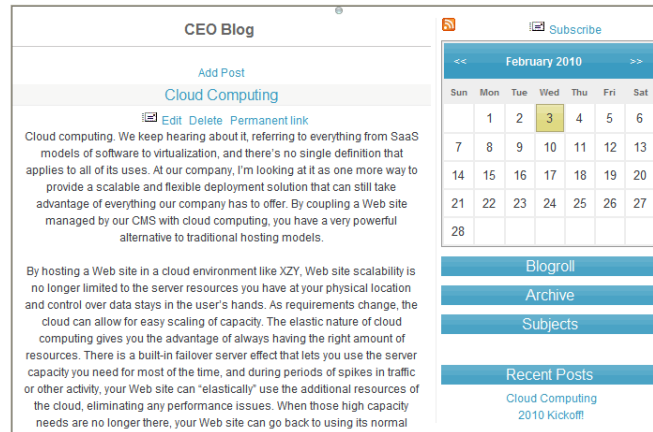 CEO Blog
Add Post
Cloud Computing
Edit Delete Permanent link
Cloud computing. We keep hearing about it, referring to everything from SaaS
models of software to virtualization, and there's no single definition that
applies to all of its uses. At our company, I'm looking at it as one more way to
provide a scalable and flexible deployment solution that can still take
advantage of everything our company has to offer. By coupling a Web site
managed by our CMS with cloud computing, you have a very powerful
alternative to traditional hosting models.
By hosting a Web site in a cloud environment like XZY, Web site scalability is
no longer limited to the server resources you have at your physical location
and control over data stays in the user's hands. As requirements change, the
cloud can allow for easy scaling of capacity. The elastic nature of cloud
computing gives you the advantage of always having the right amount of
resources. There is a built-in failover server effect that lets you use the server
capacity you need for most of the time, and during periods of spikes in traffic
or other activity, your Web site can "elastically" use the additional resources of
the cloud, eliminating any performance issues. When those high capacity
needs are no longer there, your Web site can go back to using its normal
Subscribe
<< February 2010 >>
Sun Mon Tue Wed Thu Fri Sat
1 2 3 4 5 6
7 8 9 10 11 12 13
14 15 16 17 18 19 20
21 22 23 24 25 26 27
28
Blogroll
Archive
Subjects
Recent Posts
Cloud Computing
2010 Kickoff!